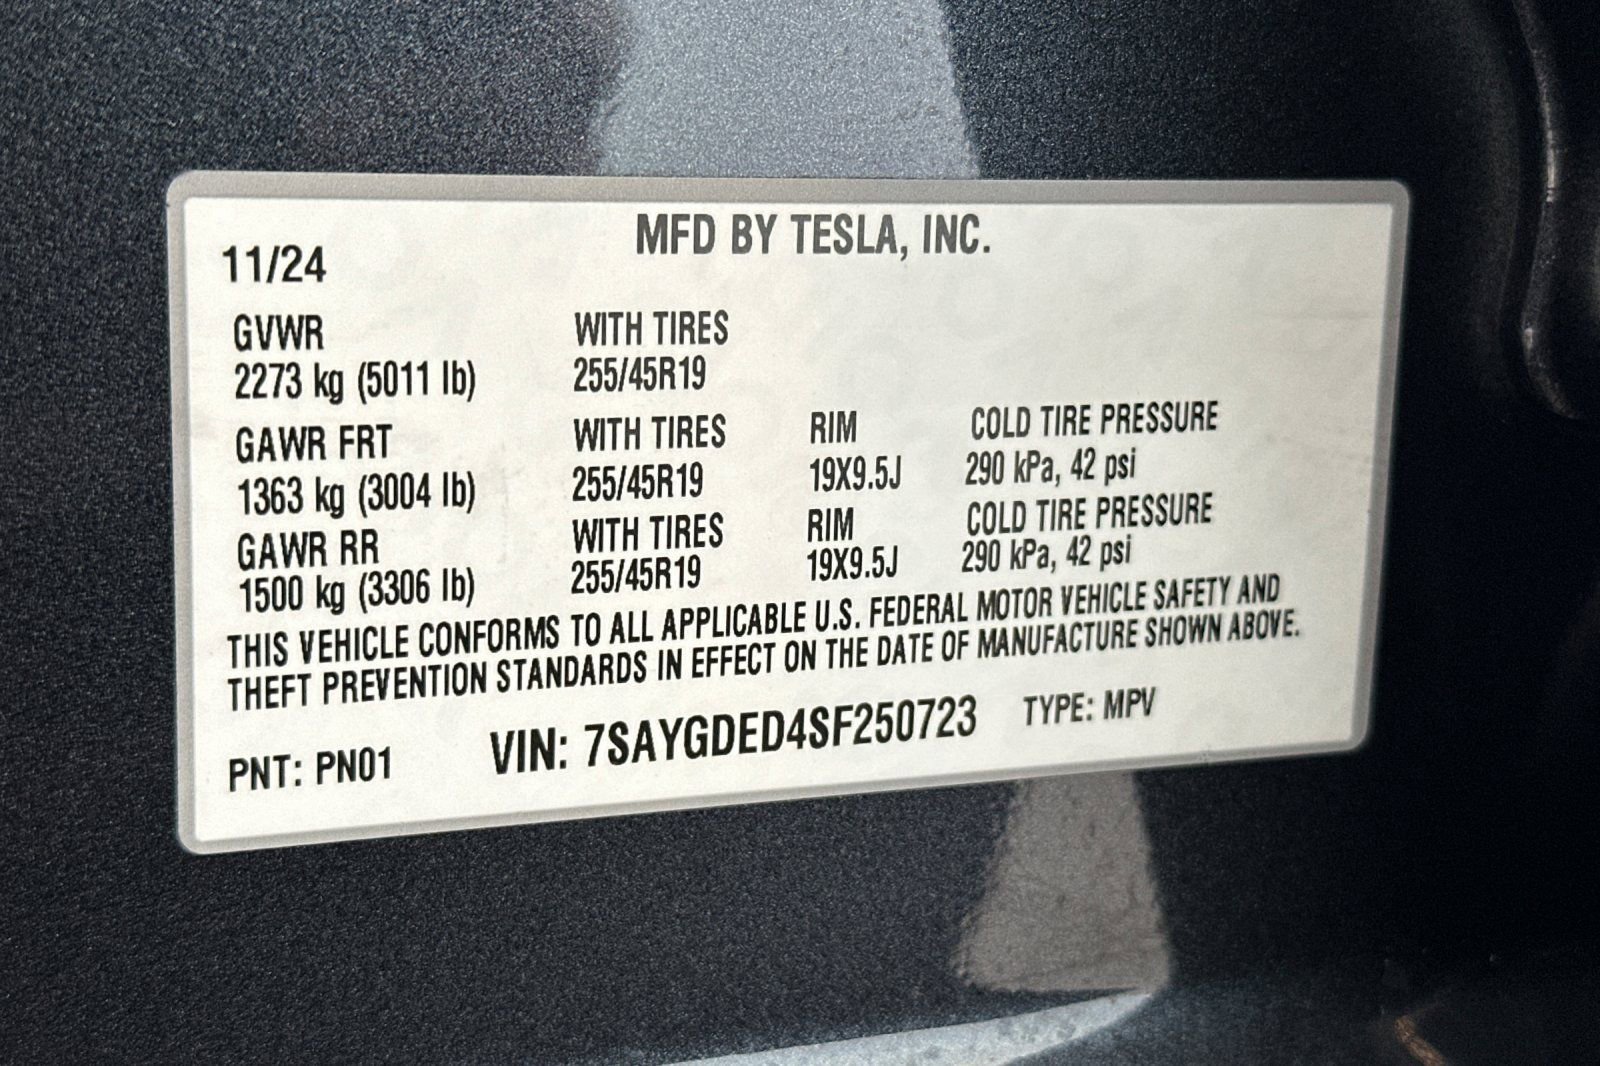 MFD BY TESLA, INC.
11/24
GVWR WITH TIRES
2273 kg (5011 lb) 255/45R19
GAWR FRT WITH TIRES RIM COLD TIRE PRESSURE
1363 kg (3004 lb) 255/45R19 19X9.5J 290 kPa, 42 psi
GAWR RR WITH TIRES RIM COLD TIRE PRESSURE
1500 kg (3306 lb) 255/45R19 19X9.5J 290 kPa, 42 psi
THIS VEHICLE CONFORMS TO ALL APPLICABLE U.S. FEDERAL MOTOR VEHICLE SAFETY AND
THEFT PREVENTION STANDARDS IN EFFECT ON THE DATE OF MANUFACTURE SHOWN ABOVE.
PNT: PN01 VIN: 7SAYGDED4SF250723 TYPE: MPV